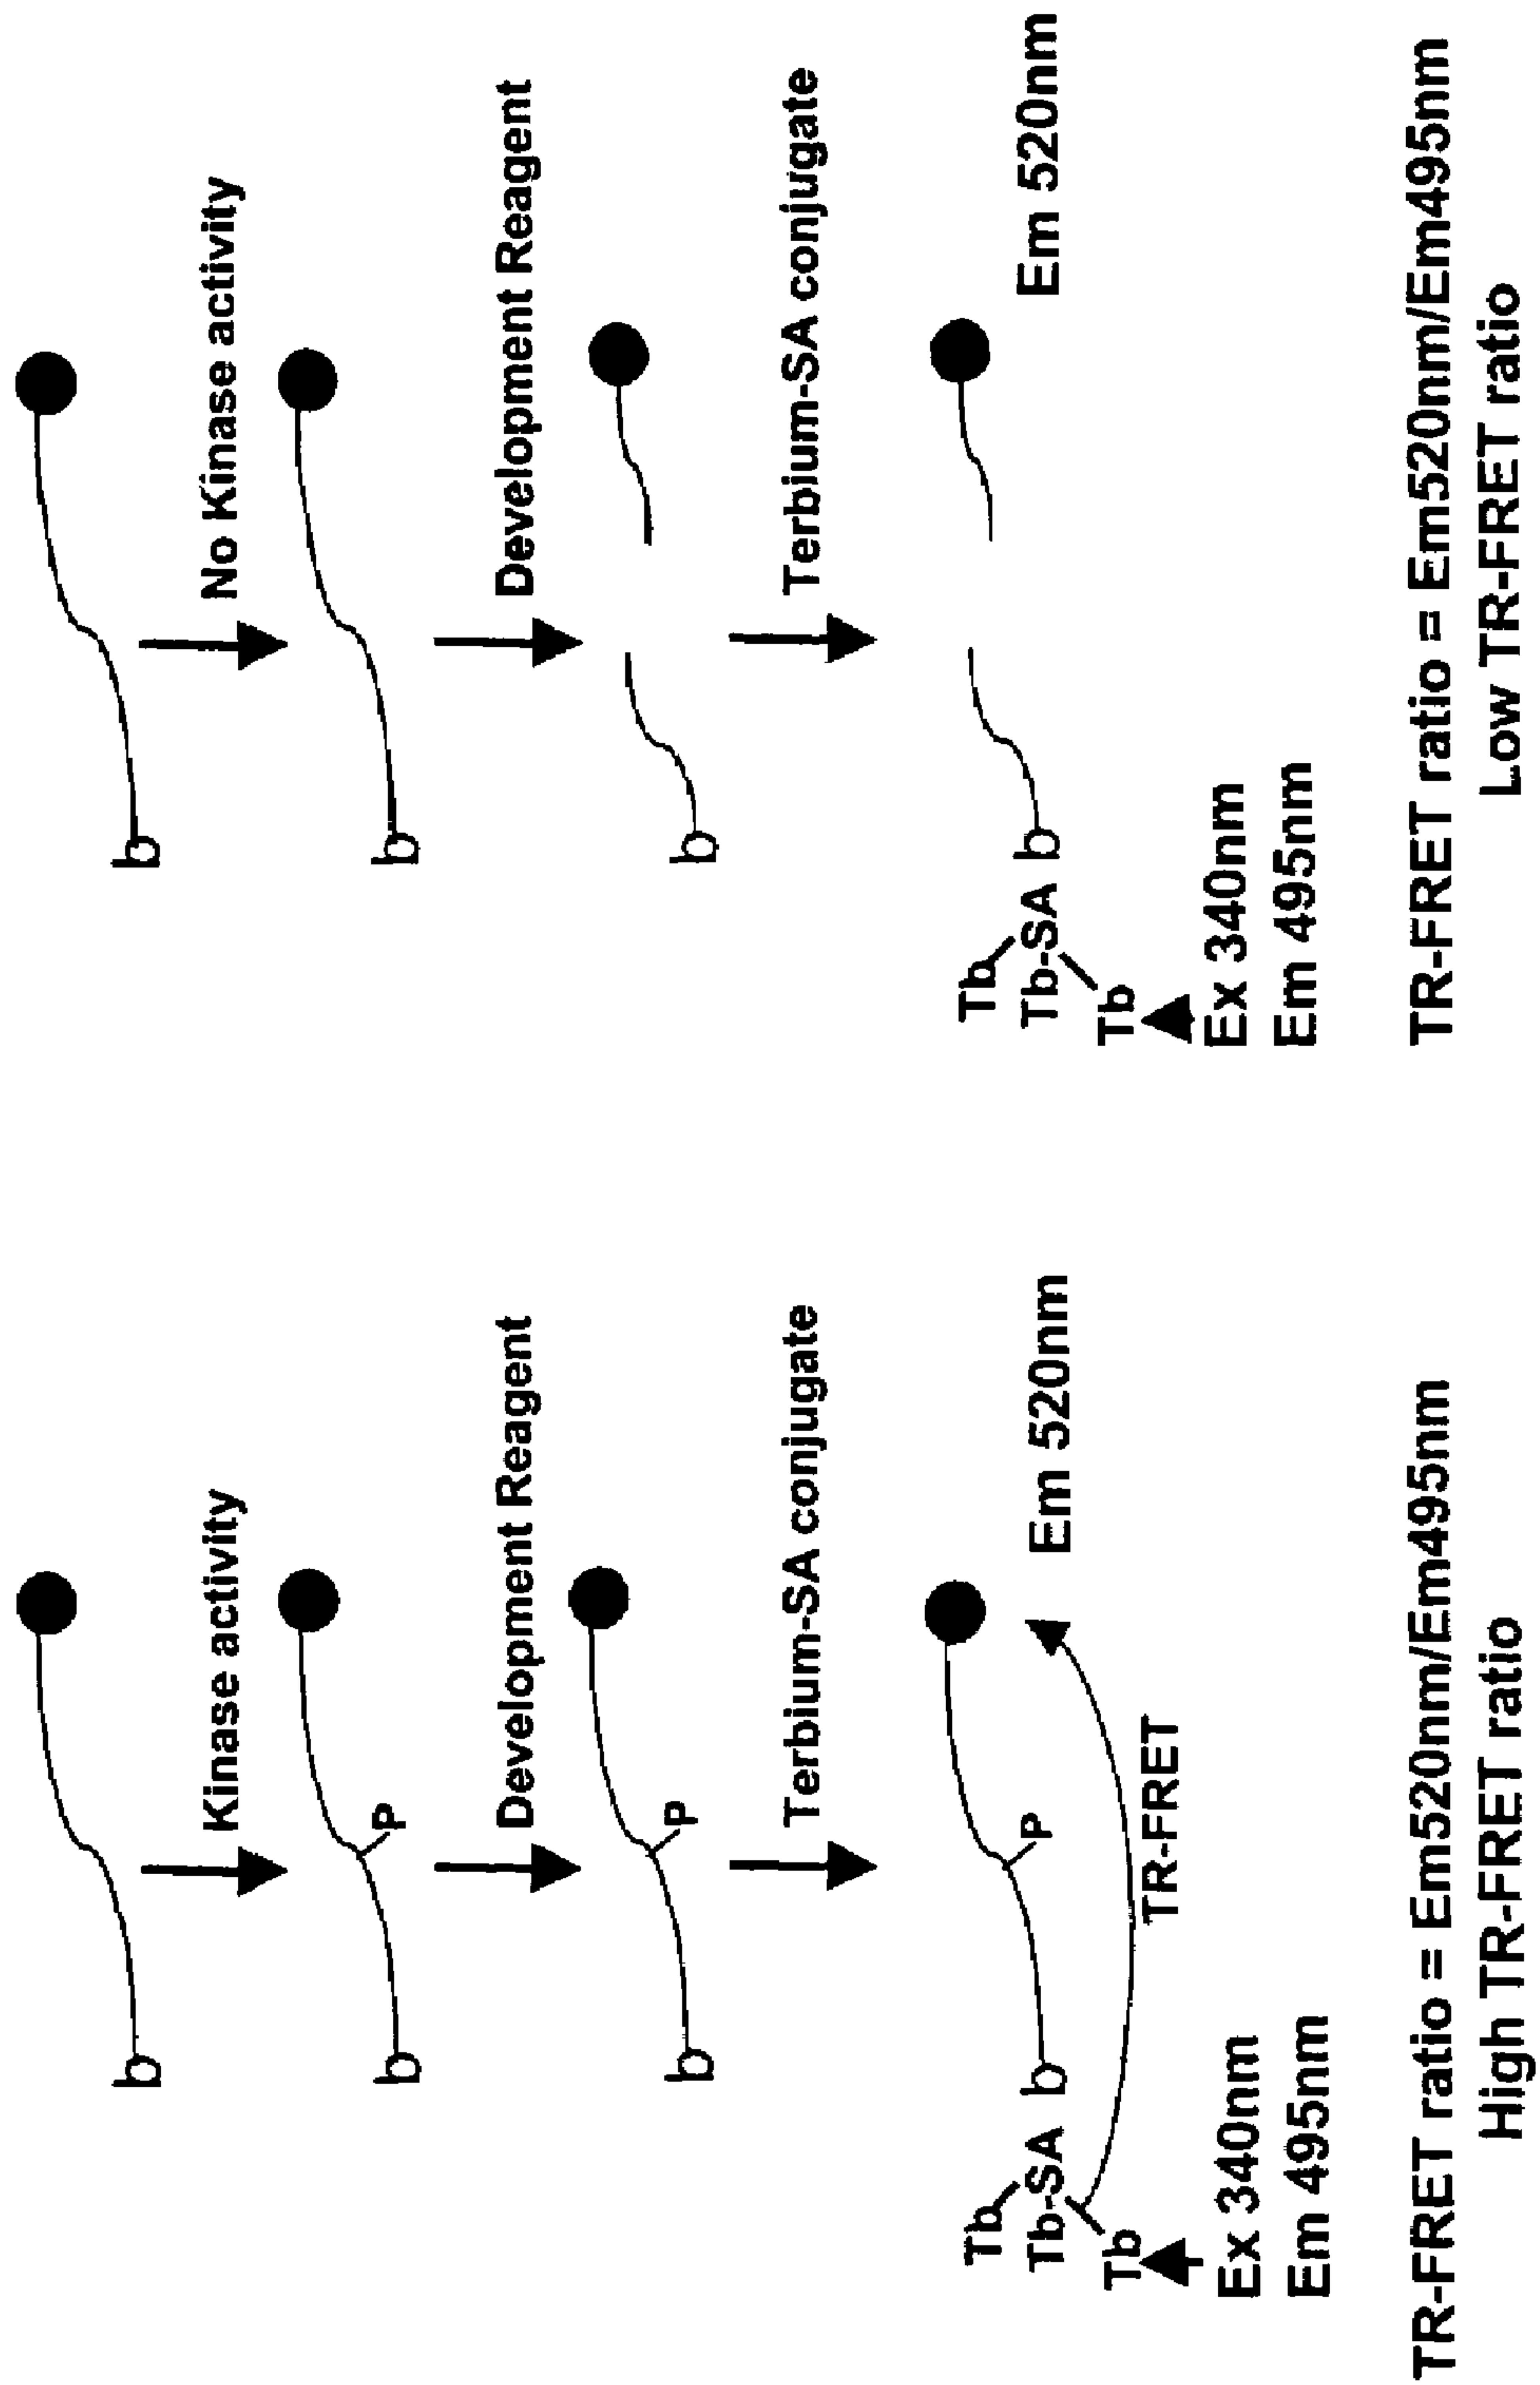 b
Kinase activity
b
P
Development Reagent
b
P
Terbium-SA conjugate
Tb
Tb-SA b
Tb
P
TR-FRET
Em 520nm
Ex 340nm
Em 495nm
TR-FRET ratio = Em520nm/Em495nm
High TR-FRET ratio
b
No Kinase activity
b
Development Reagent
b
Terbium-SA conjugate
Tb
Tb-SA b
Tb
Em 520nm
Ex 340nm
Em 495nm
TR-FRET ratio = Em520nm/Em495nm
Low TR-FRET ratio